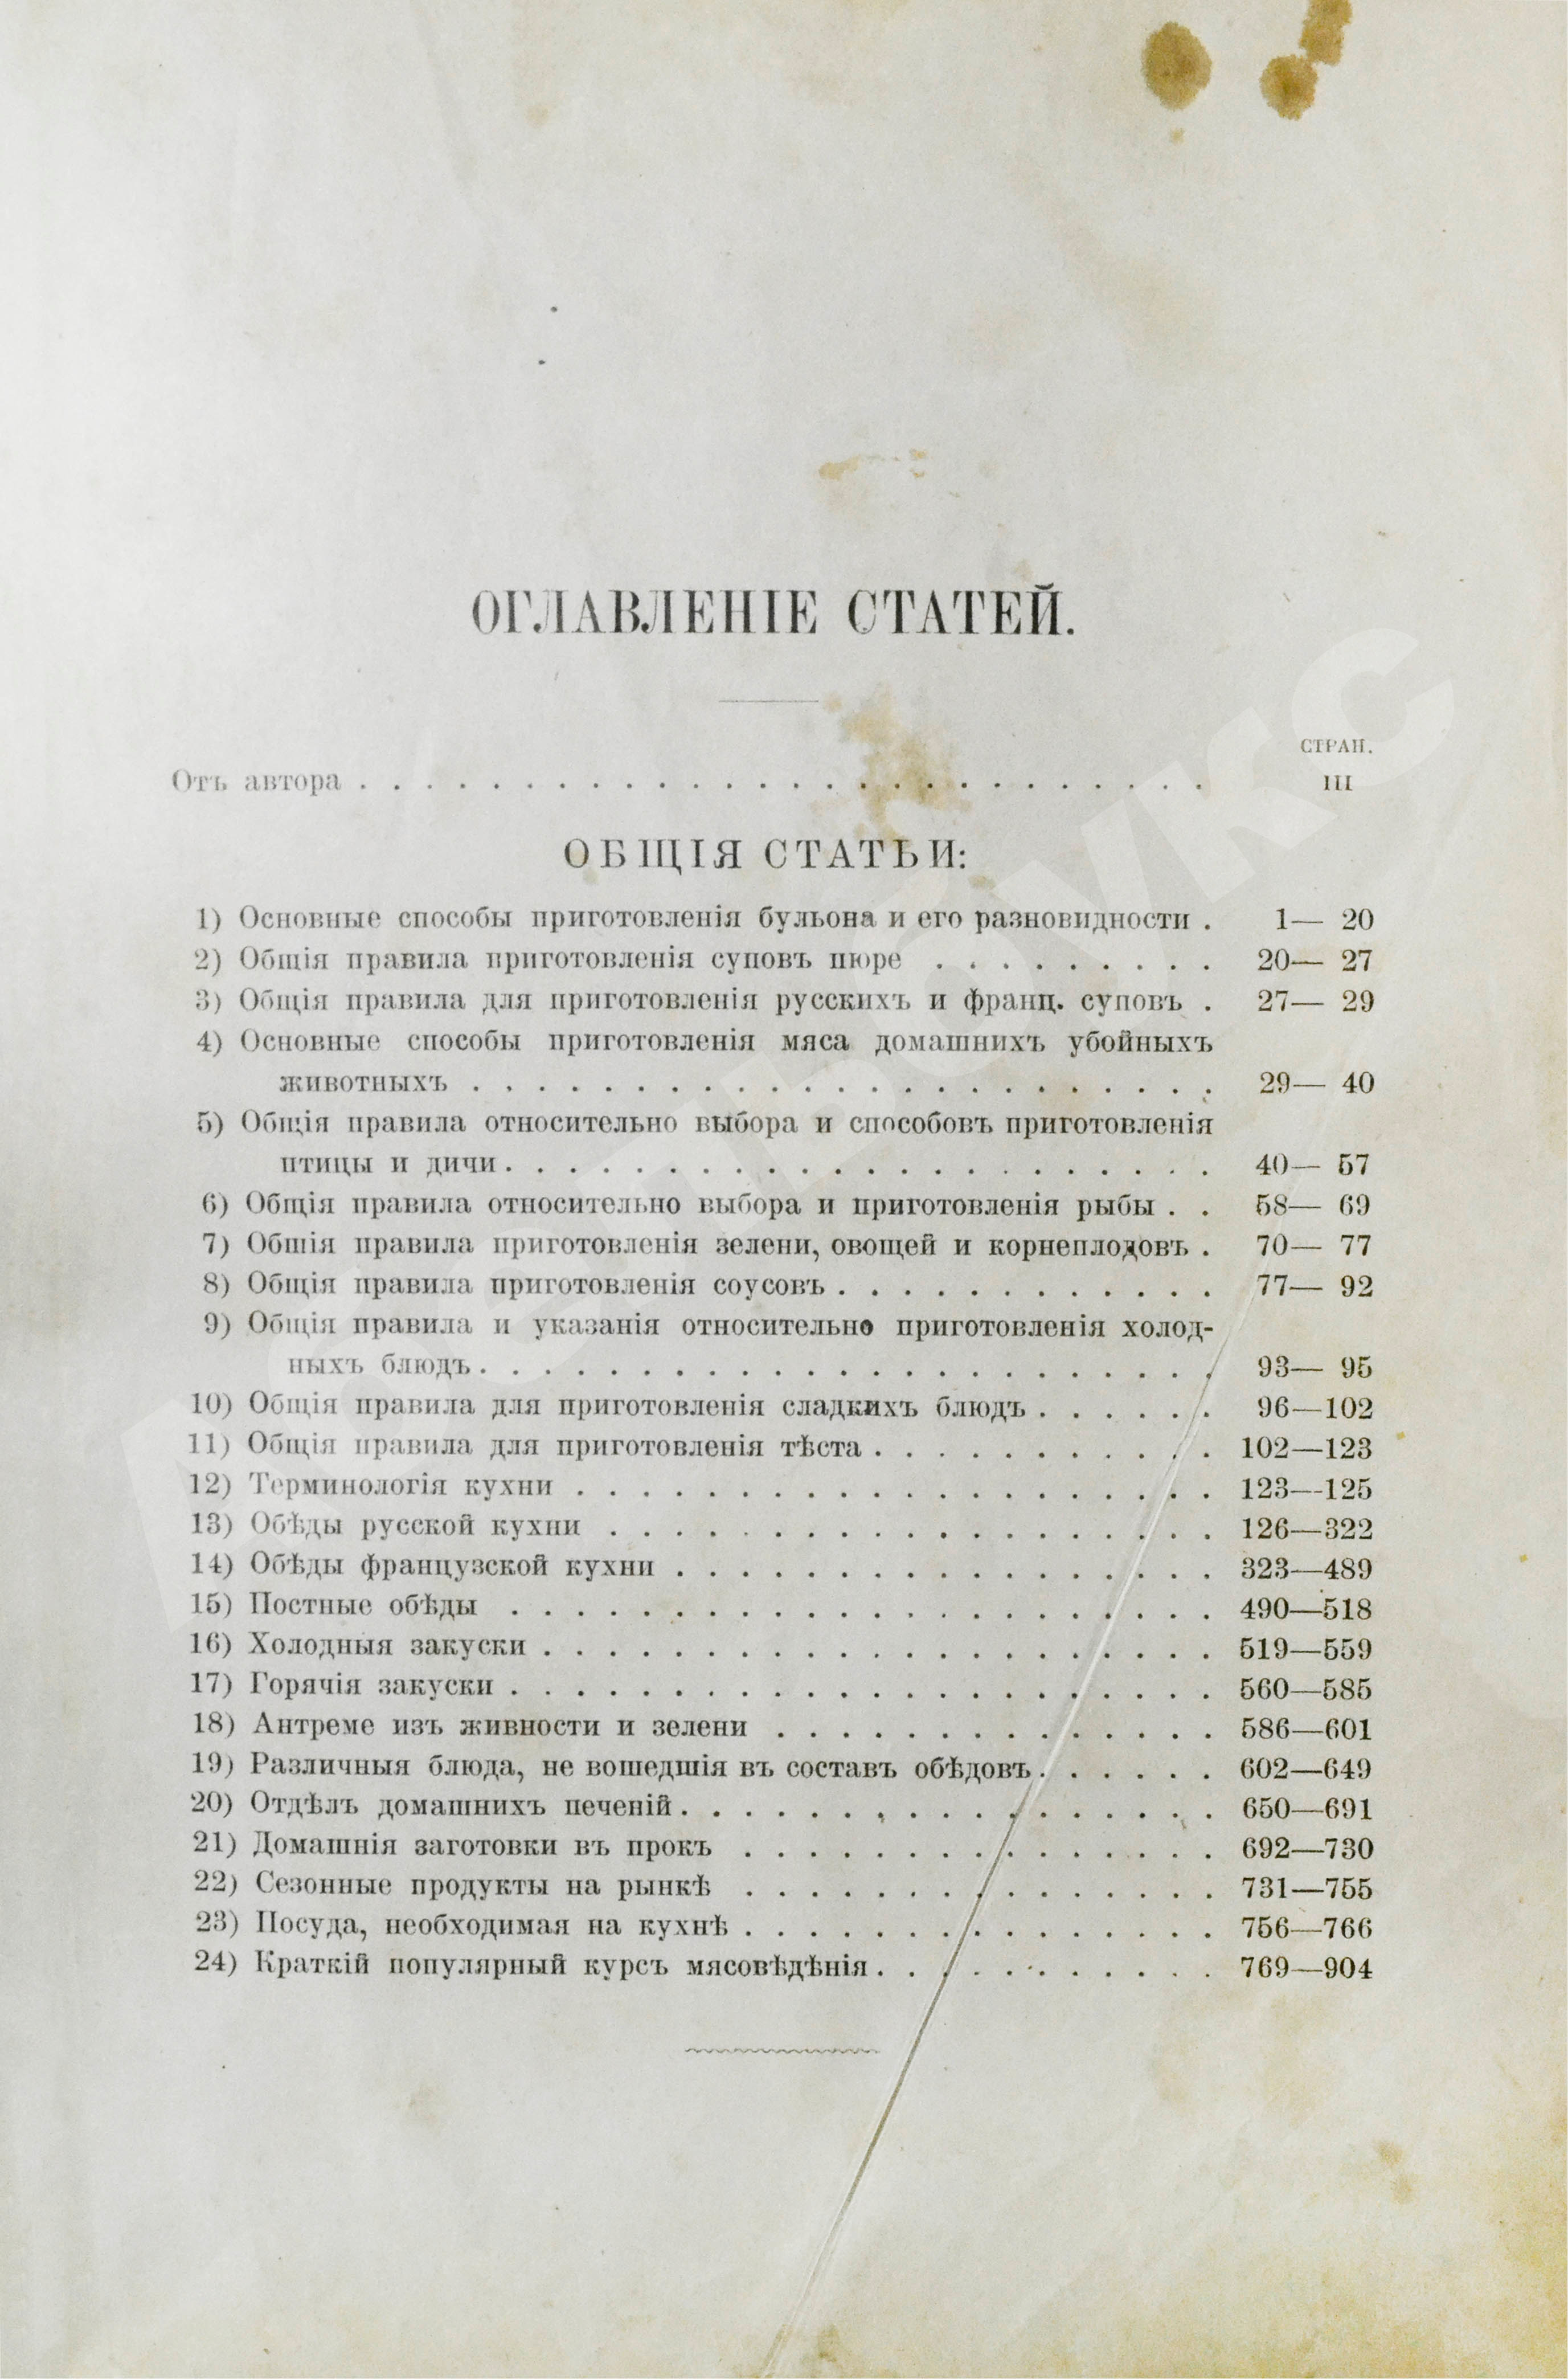 ОГЛАВЛЕНІЕ СТАТЕЙ.
СТРАН.
Отъ автора . . . . . . . . . . . . . . . . . . . . . . . . . . III
ОБЩІЯ СТАТЬИ:
1) Основные способы приготовленія бульона и его разновидности . 1— 20
2) Общія правила приготовленія суповъ пюре . . . . . . . . . 20— 27
3) Общія правила для приготовленія русскихъ и франц. суповъ . 27— 29
4) Основные способы приготовленія мяса домашнихъ убойныхъ
животныхъ . . . . . . . . . . . . . . . . . . . . . . . 29— 40
5) Общія правила относительно выбора и способовъ приготовленія
птицы и дичи . . . . . . . . . . . . . . . . . . . . . . 40— 57
6) Общія правила относительно выбора и приготовленія рыбы . . 58— 69
7) Общія правила приготовленія зелени, овощей и корнеплодовъ . 70— 77
8) Общія правила приготовленія соусовъ . . . . . . . . . . . . 77— 92
9) Общія правила и указанія относительно приготовленія холод-
ныхъ блюдъ . . . . . . . . . . . . . . . . . . . . . . . 93— 95
10) Общія правила для приготовленія сладкихъ блюдъ . . . . . . 96—102
11) Общія правила для приготовленія тѣста . . . . . . . . . . . 102—123
12) Терминологія кухни . . . . . . . . . . . . . . . . . . . . 123—125
13) Обѣды русской кухни . . . . . . . . . . . . . . . . . . . 126—322
14) Обѣды французской кухни . . . . . . . . . . . . . . . . . 323—489
15) Постные обѣды . . . . . . . . . . . . . . . . . . . . . . 490—518
16) Холодныя закуски . . . . . . . . . . . . . . . . . . . . . 519—559
17) Горячія закуски . . . . . . . . . . . . . . . . . . . . . . 560—585
18) Антреме изъ живности и зелени . . . . . . . . . . . . . . 586—601
19) Различныя блюда, не вошедшія въ составъ обѣдовъ . . . . . . 602—649
20) Отдѣлъ домашнихъ печеній . . . . . . . . . . . . . . . . . 650—691
21) Домашнія заготовки въ прокъ . . . . . . . . . . . . . . . 692—730
22) Сезонные продукты на рынкѣ . . . . . . . . . . . . . . . 731—755
23) Посуда, необходимая на кухнѣ . . . . . . . . . . . . . . . 756—766
24) Краткій популярный курсъ мясовѣдѣнія . . . . . . . . . . . 769—904